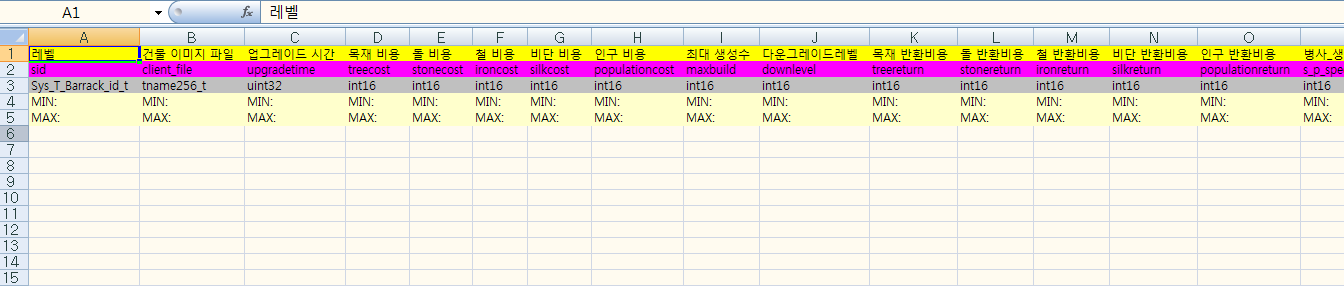 A1 fx 레벨
A B C D E F G H I J K L M N O
1 레벨 건물 이미지 파일 업그레이드 시간 목재 비용 돌 비용 철 비용 비단 비용 인구 비용 최대 생성수 다운그레이드레벨 목재 반환비용 돌 반환비용 철 반환비용 비단 반환비용 인구 반환비용 병사_생
2 sid client_file upgradetime treecost stonecost ironcost silkcost populationcost maxbuild downlevel treereturn stonereturn ironreturn silkreturn populationreturn s_p_spe
3 Sys_T_Barrack_id_t tname256_t uint32 int16 int16 int16 int16 int16 int16 int16 int16 int16 int16 int16 int16 int16
4 MIN: MIN: MIN: MIN: MIN: MIN: MIN: MIN: MIN: MIN: MIN: MIN: MIN: MIN: MIN: MIN:
5 MAX: MAX: MAX: MAX: MAX: MAX: MAX: MAX: MAX: MAX: MAX: MAX: MAX: MAX: MAX: MAX:
6
7
8
9
10
11
12
13
14
15